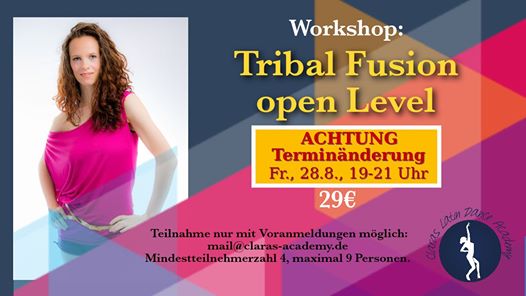 Workshop:
Tribal Fusion
open Level
ACHTUNG
Terminänderung
Fr., 28.8., 19-21 Uhr
29€
Teilnahme nur mit Voranmeldungen möglich:
mail@claras-academy.de
Mindestteilnehmerzahl 4, maximal 9 Personen.
Claras Latin Dance Academy